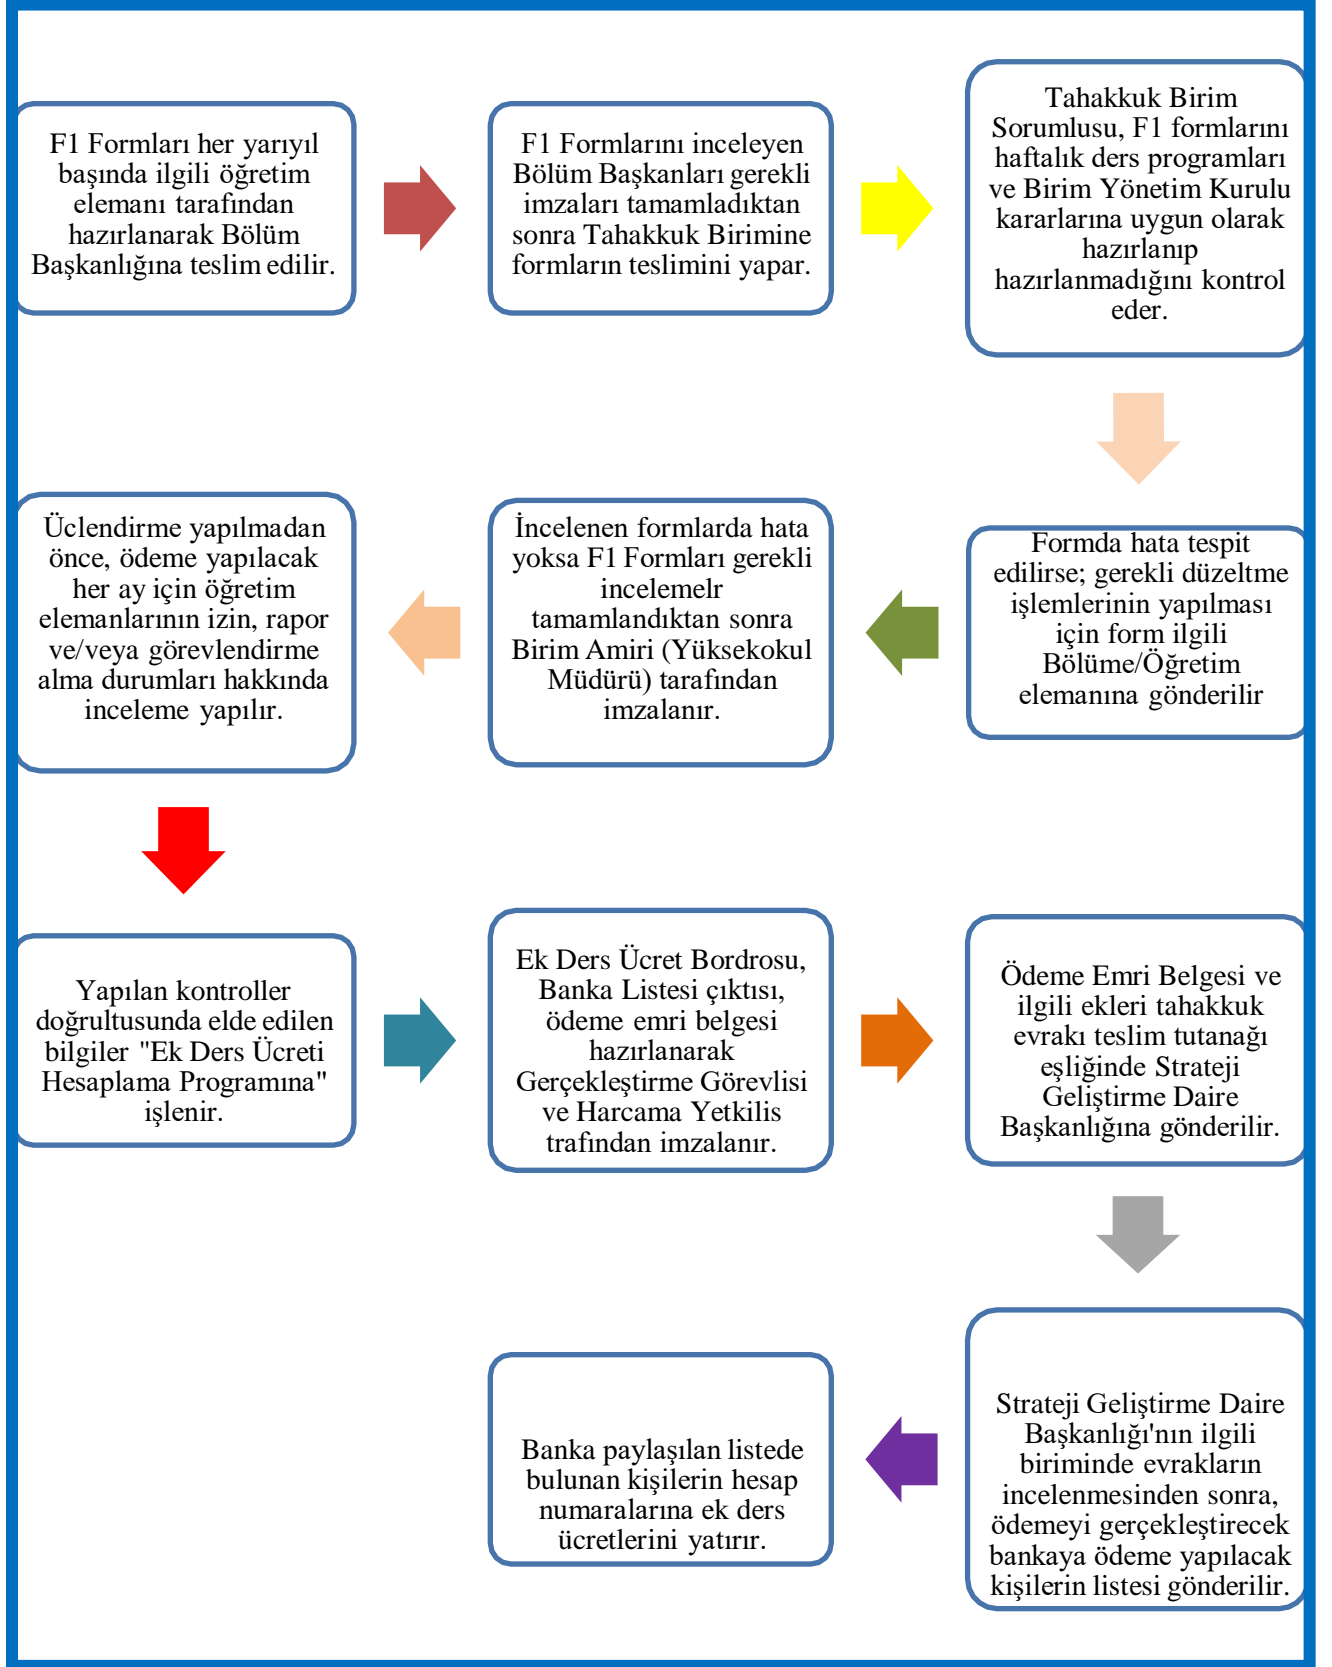 F1 Formları her yarıyıl
başında ilgili öğretim
elemanı tarafından
hazırlanarak Bölüm
Başkanlığına teslim edilir.
F1 Formlarını inceleyen
Bölüm Başkanları gerekli
imzaları tamamladıktan
sonra Tahakkuk Birimine
formların teslimini yapar.
Tahakkuk Birim
Sorumlusu, F1 formlarını
haftalık ders programları
ve Birim Yönetim Kurulu
kararlarına uygun olarak
hazırlanıp
hazırlanmadığını kontrol
eder.
Formda hata tespit
edilirse; gerekli düzeltme
işlemlerinin yapılması
için form ilgili
Bölüme/Öğretim
elemanına gönderilir
İncelenen formlarda hata
yoksa F1 Formları gerekli
incelemelr
tamamlandıktan sonra
Birim Amiri (Yüksekokul
Müdürü) tarafından
imzalanır.
Üclendirme yapılmadan
önce, ödeme yapılacak
her ay için öğretim
elemanlarının izin, rapor
ve/veya görevlendirme
alma durumları hakkında
inceleme yapılır.
Yapılan kontroller
doğrultusunda elde edilen
bilgiler "Ek Ders Ücreti
Hesaplama Programına"
işlenir.
Ek Ders Ücret Bordrosu,
Banka Listesi çıktısı,
ödeme emri belgesi
hazırlanarak
Gerçekleştirme Görevlisi
ve Harcama Yetkilis
trafından imzalanır.
Ödeme Emri Belgesi ve
ilgili ekleri tahakkuk
evrakı teslim tutanağı
eşliğinde Strateji
Geliştirme Daire
Başkanlığına gönderilir.
Strateji Geliştirme Daire
Başkanlığı'nın ilgili
biriminde evrakların
incelenmesinden sonra,
ödemeyi gerçekleştirecek
bankaya ödeme yapılacak
kişilerin listesi gönderilir.
Banka paylaşılan listede
bulunan kişilerin hesap
numaralarına ek ders
ücretlerini yatırır.